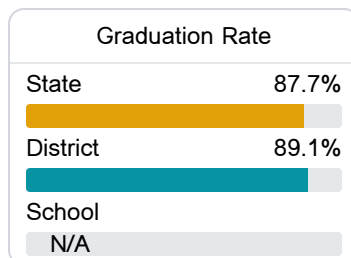 Graduation Rate
State 87.7%
District 89.1%
School
N/A